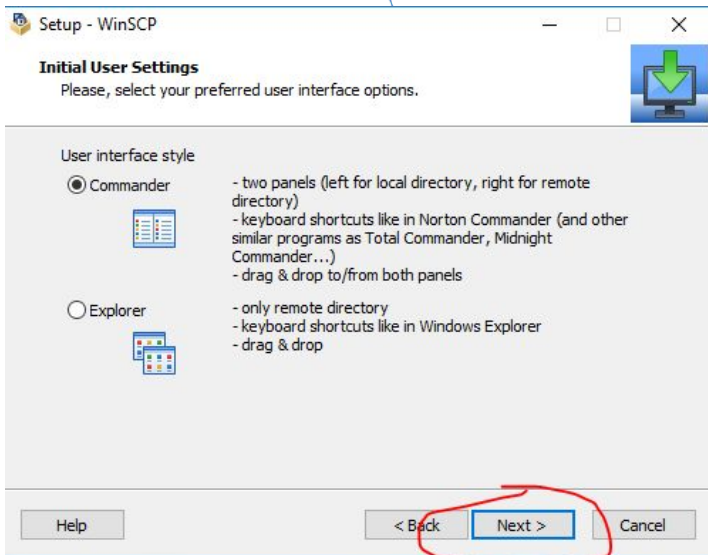 Setup - WinSCP
Initial User Settings
Please, select your preferred user interface options.
User interface style
Commander
- two panels (left for local directory, right for remote
directory)
- keyboard shortcuts like in Norton Commander (and other
similar programs as Total Commander, Midnight
Commander...)
- drag & drop to/from both panels
Explorer
- only remote directory
- keyboard shortcuts like in Windows Explorer
- drag & drop
Help
< Back
Next >
Cancel